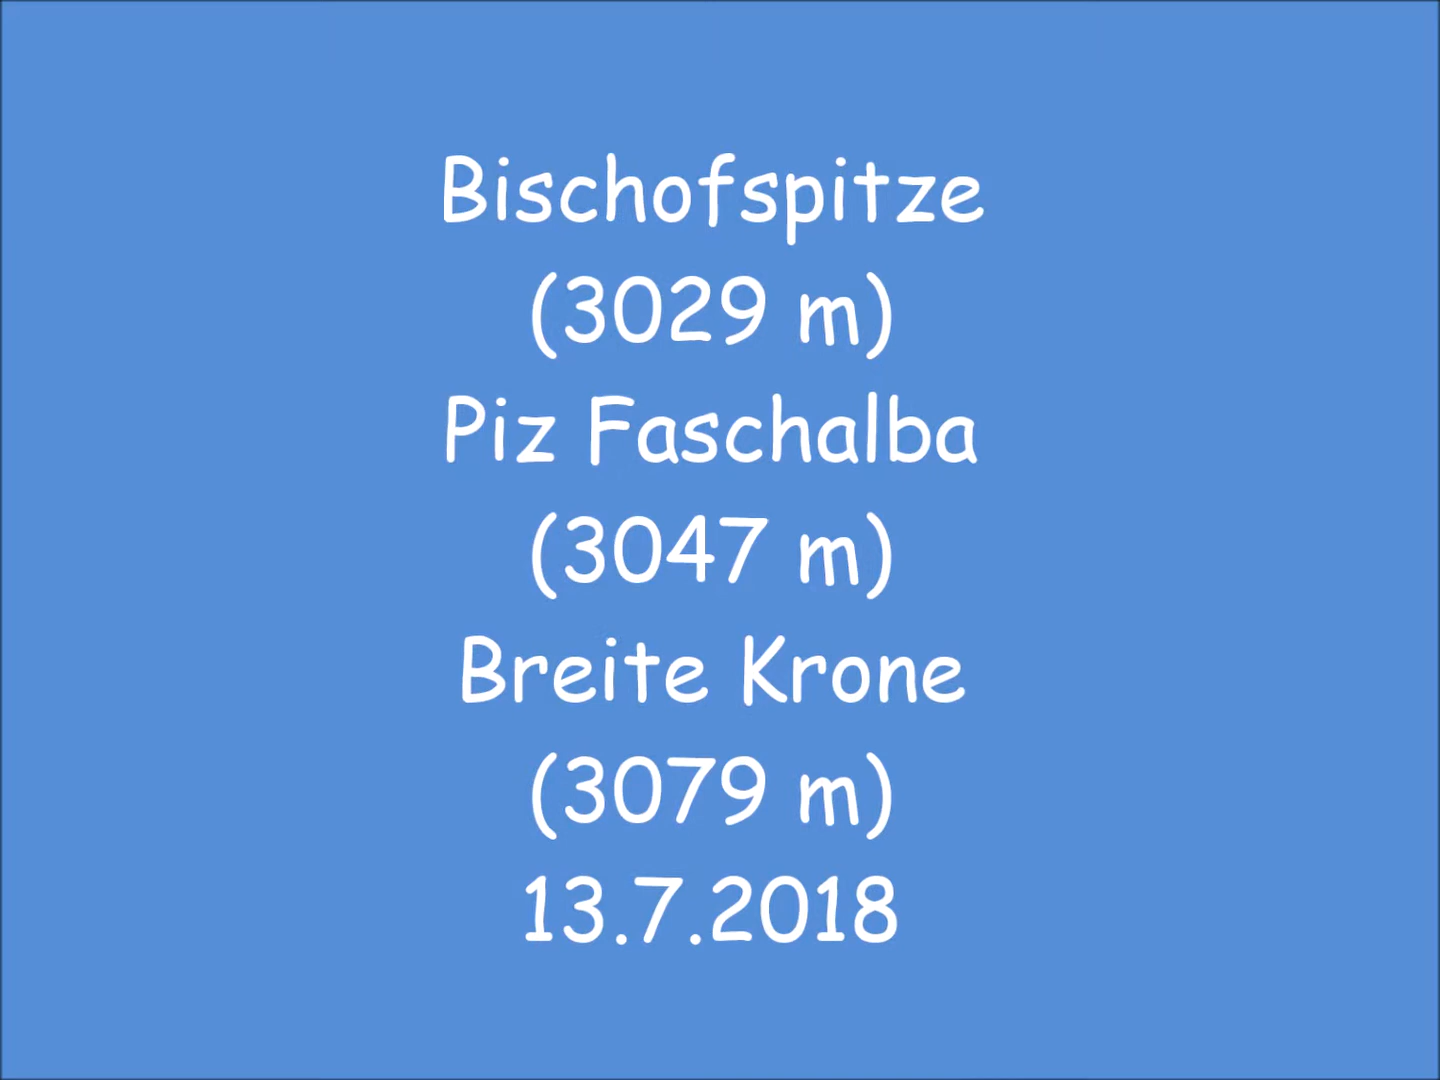 Bischofspitze
(3029 m)
Piz Faschalba
(3047 m)
Breite Krone
(3079 m)
13.7.2018